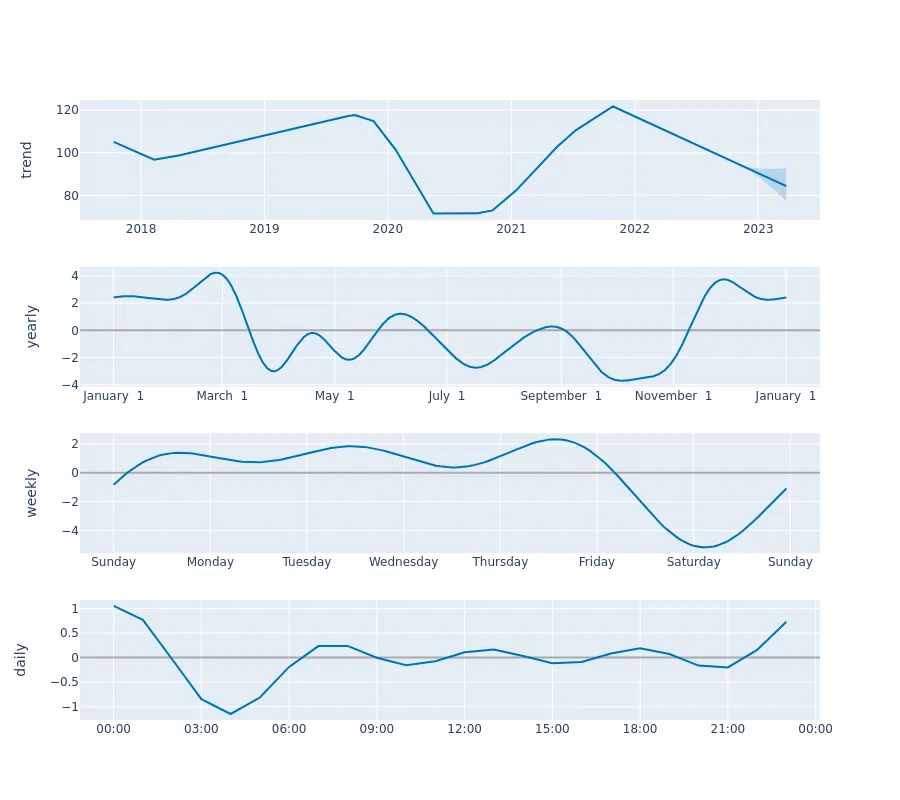 trend
120
100
80
2018 2019 2020 2021 2022 2023
yearly
4
2
0
−2
−4
January 1 March 1 May 1 July 1 September 1 November 1 January 1
weekly
2
0
−2
−4
Sunday Monday Tuesday Wednesday Thursday Friday Saturday Sunday
daily
1
0.5
0
−0.5
−1
00:00 03:00 06:00 09:00 12:00 15:00 18:00 21:00 00:00